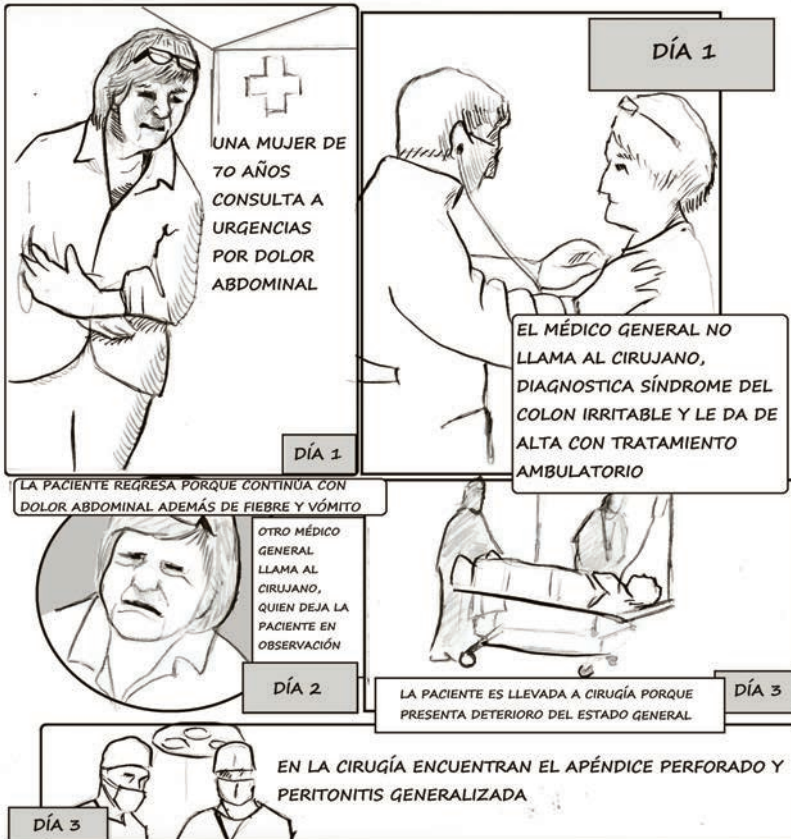 UNA MUJER DE
70 AÑOS
CONSULTA A
URGENCIAS
POR DOLOR
ABDOMINAL
DÍA 1
DÍA 1
EL MÉDICO GENERAL NO
LLAMA AL CIRUJANO,
DIAGNOSTICA SÍNDROME DEL
COLON IRRITABLE Y LE DA DE
ALTA CON TRATAMIENTO
AMBULATORIO
LA PACIENTE REGRESA PORQUE CONTINÚA CON
DOLOR ABDOMINAL ADEMÁS DE FIEBRE Y VÓMITO
OTRO MÉDICO
GENERAL
LLAMA AL
CIRUJANO,
QUIEN DEJA LA
PACIENTE EN
OBSERVACIÓN
DÍA 2
LA PACIENTE ES LLEVADA A CIRUGÍA PORQUE
PRESENTA DETERIORO DEL ESTADO GENERAL
DÍA 3
EN LA CIRUGÍA ENCUENTRAN EL APÉNDICE PERFORADO Y
PERITONITIS GENERALIZADA
DÍA 3